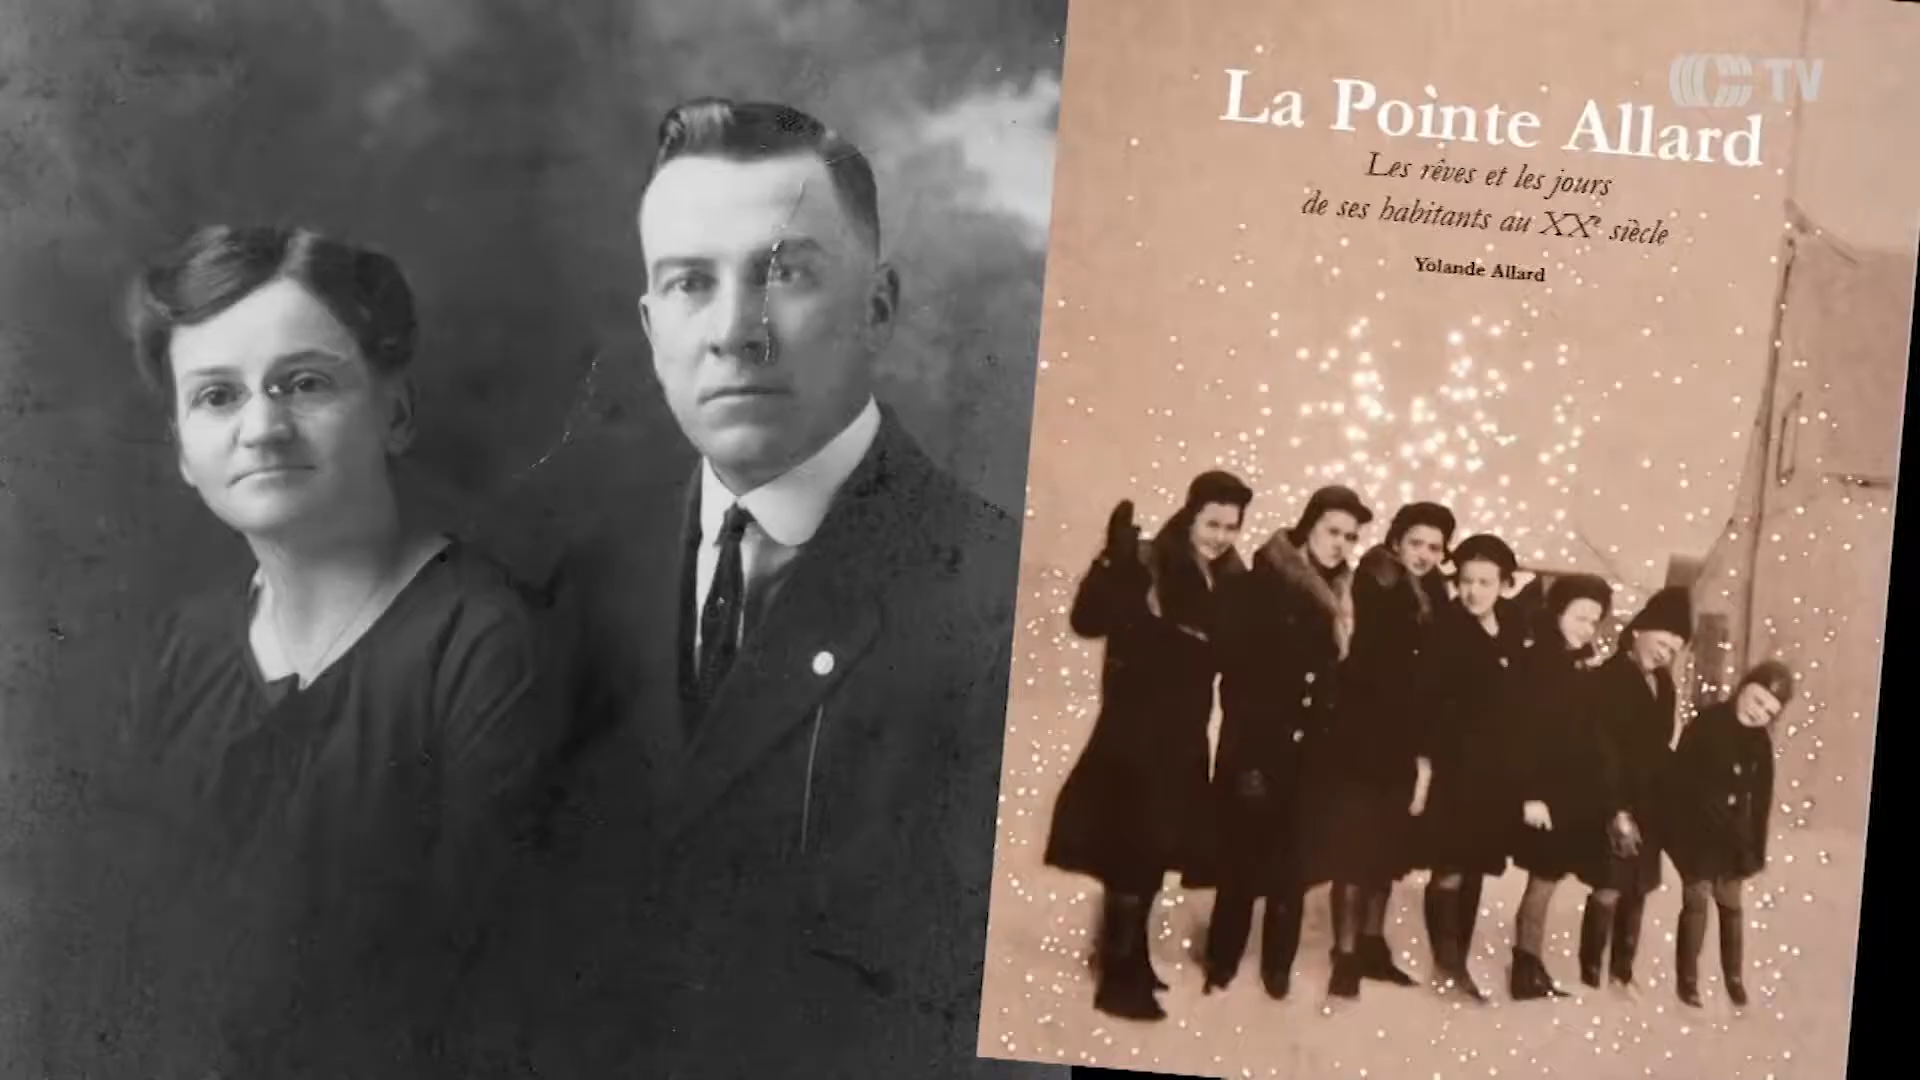 TV
La Pointe Allard
Les rêves et les jours
de ses habitants au XXe siècle
Yolande Allard